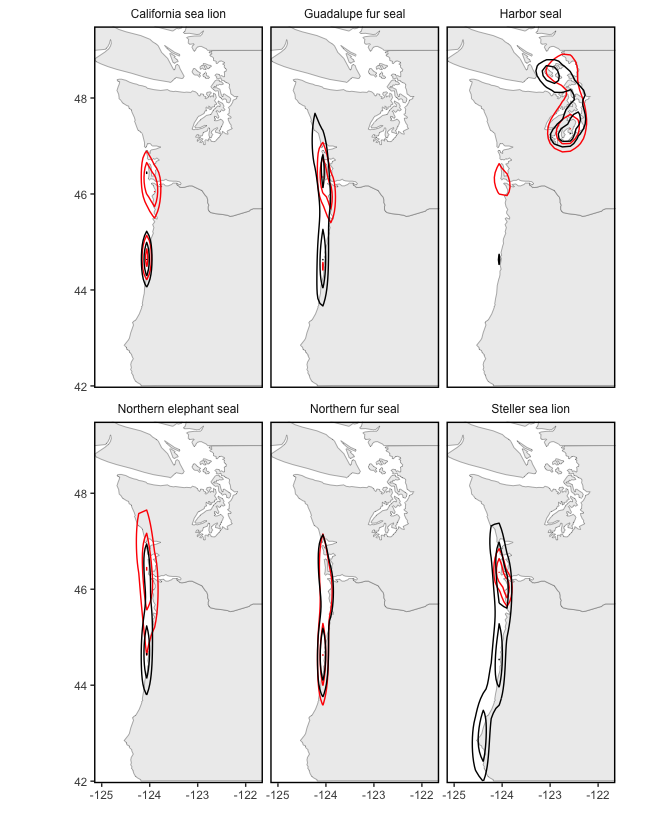 California sea lion
Guadalupe fur seal
Harbor seal
48
46
44
42
Northern elephant seal
Northern fur seal
Steller sea lion
48
46
44
42
-125 -124 -123 -122 -125 -124 -123 -122 -125 -124 -123 -122